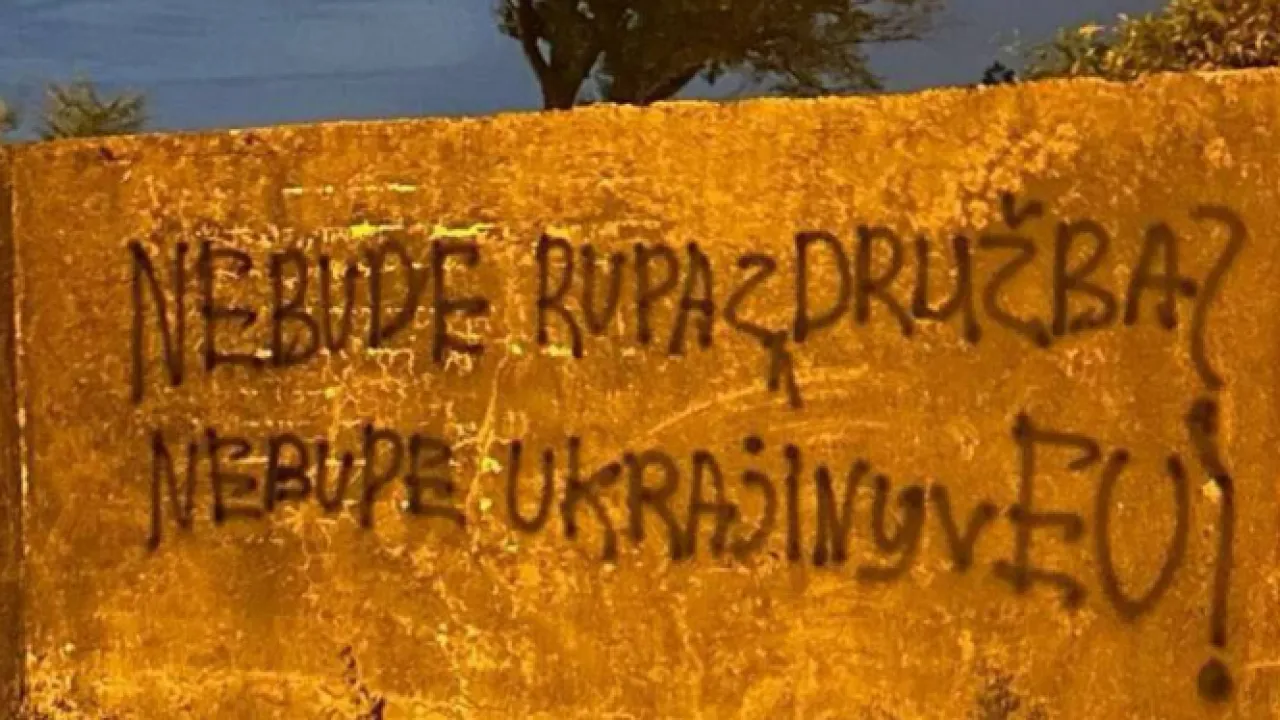 NEBUDE RUPA Z DRUŽBA?
NEBUDE UKRAJINY V EU!